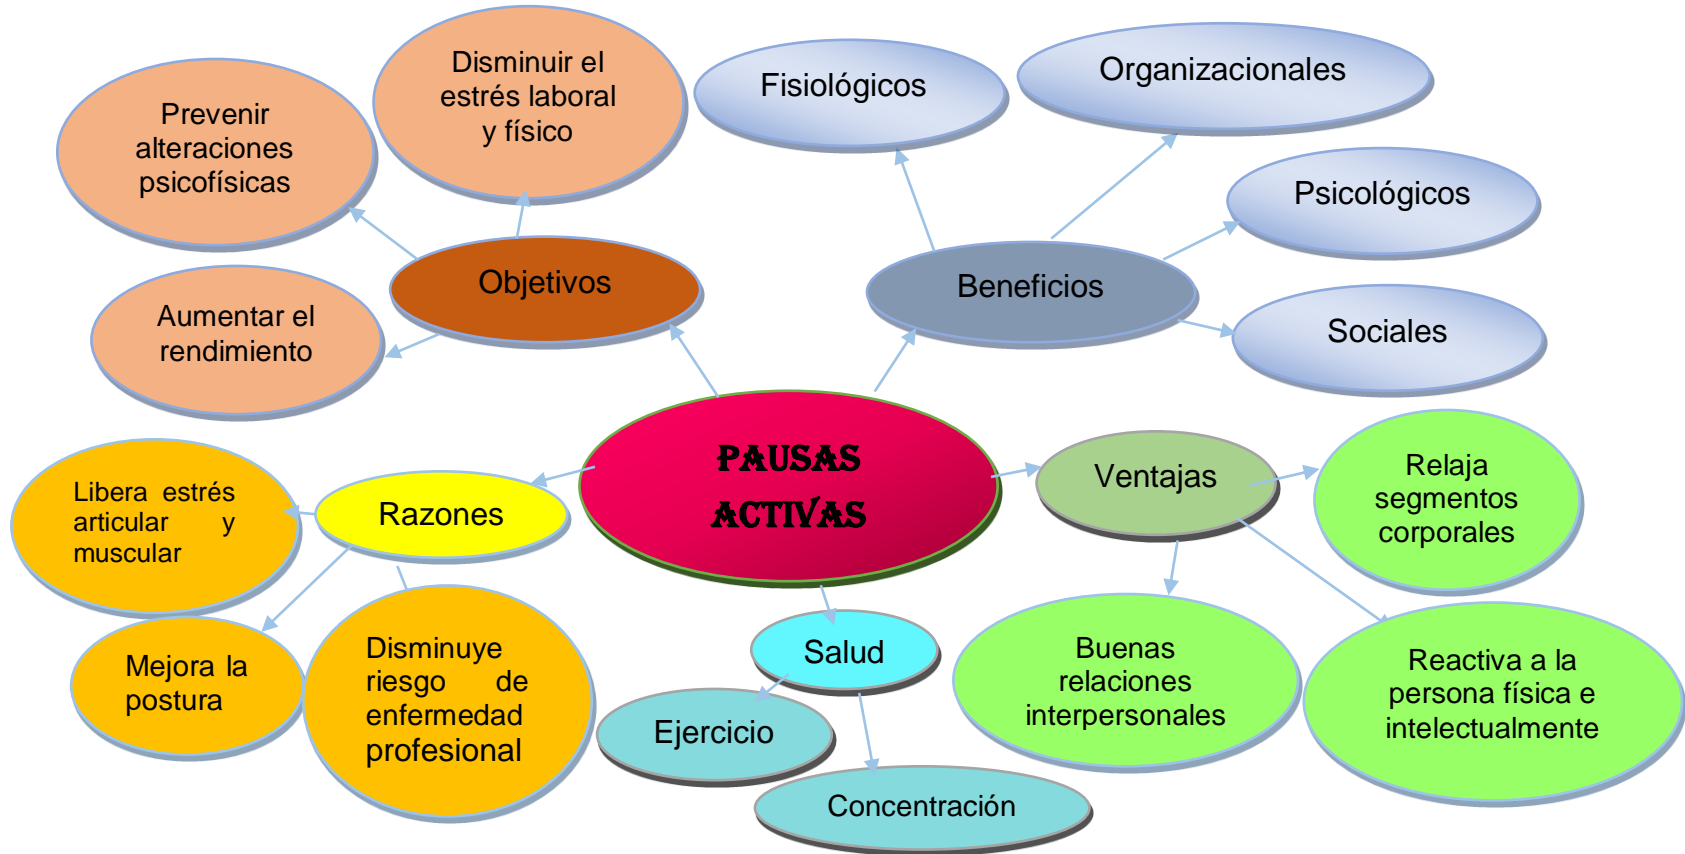 Disminuir el
estrés laboral
y físico
Prevenir
alteraciones
psicofísicas
Aumentar el
rendimiento
Objetivos
Fisiológicos
Organizacionales
Psicológicos
Sociales
Beneficios
PAUSAS
ACTIVAS
Razones
Libera estrés
articular y
muscular
Mejora la
postura
Disminuye
riesgo de
enfermedad
profesional
Salud
Ejercicio
Concentración
Ventajas
Relaja
segmentos
corporales
Buenas
relaciones
interpersonales
Reactiva a la
persona física e
intelectualmente